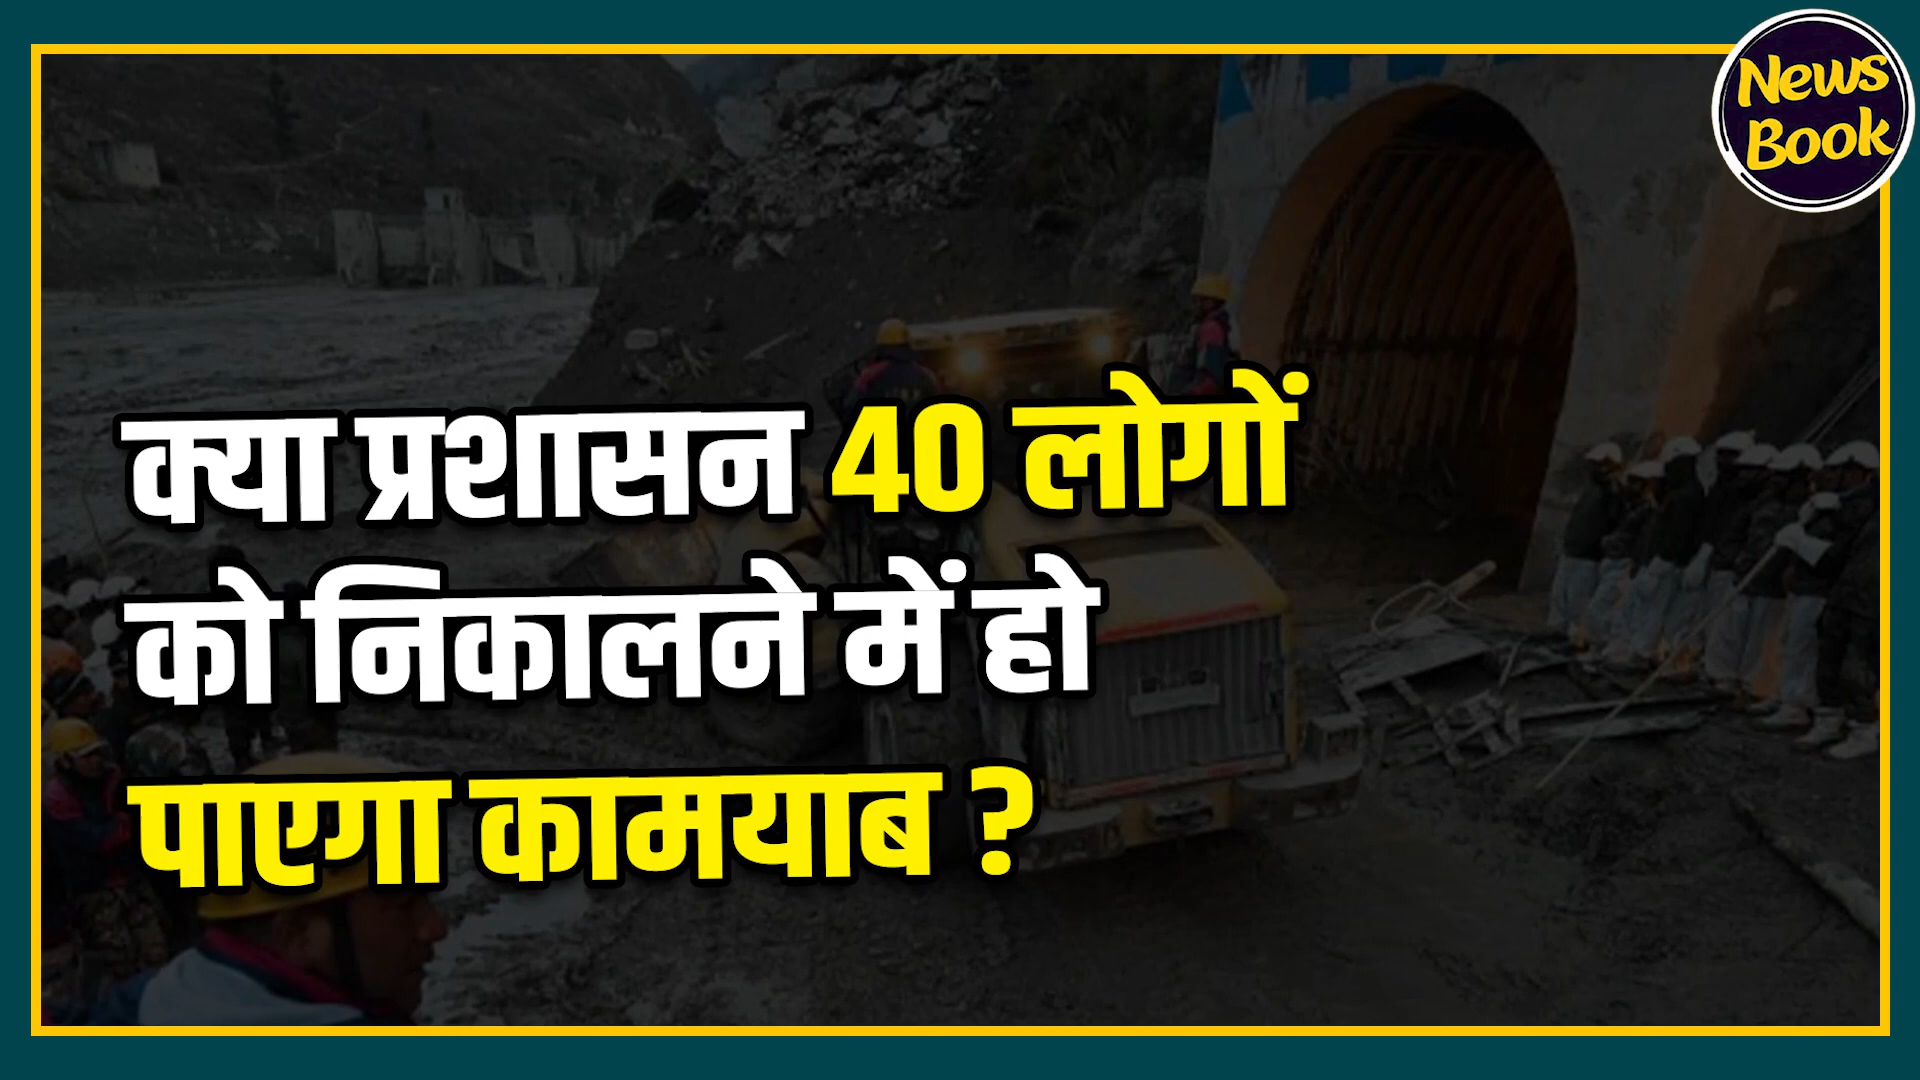 News
Book
क्या प्रशासन 40 लोगों
को निकालने में हो
पाएगा कामयाब ?